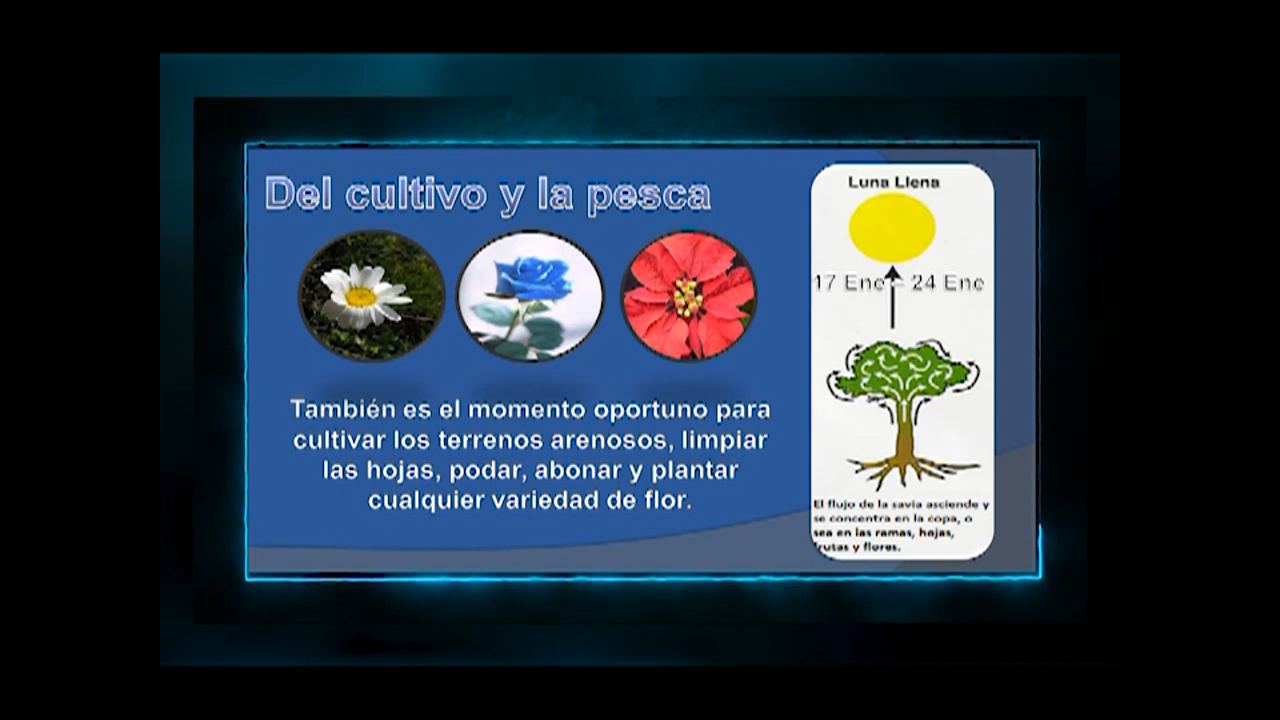 Del cultivo y la pesca
También es el momento oportuno para
cultivar los terrenos arenosos, limpiar
las hojas, podar, abonar y plantar
cualquier variedad de flor.
Luna Llena
17 Ene - 24 Ene
El flujo de la savia asciende y
se concentra en la copa, o
sea en las ramas, hojas,
frutas y flores.